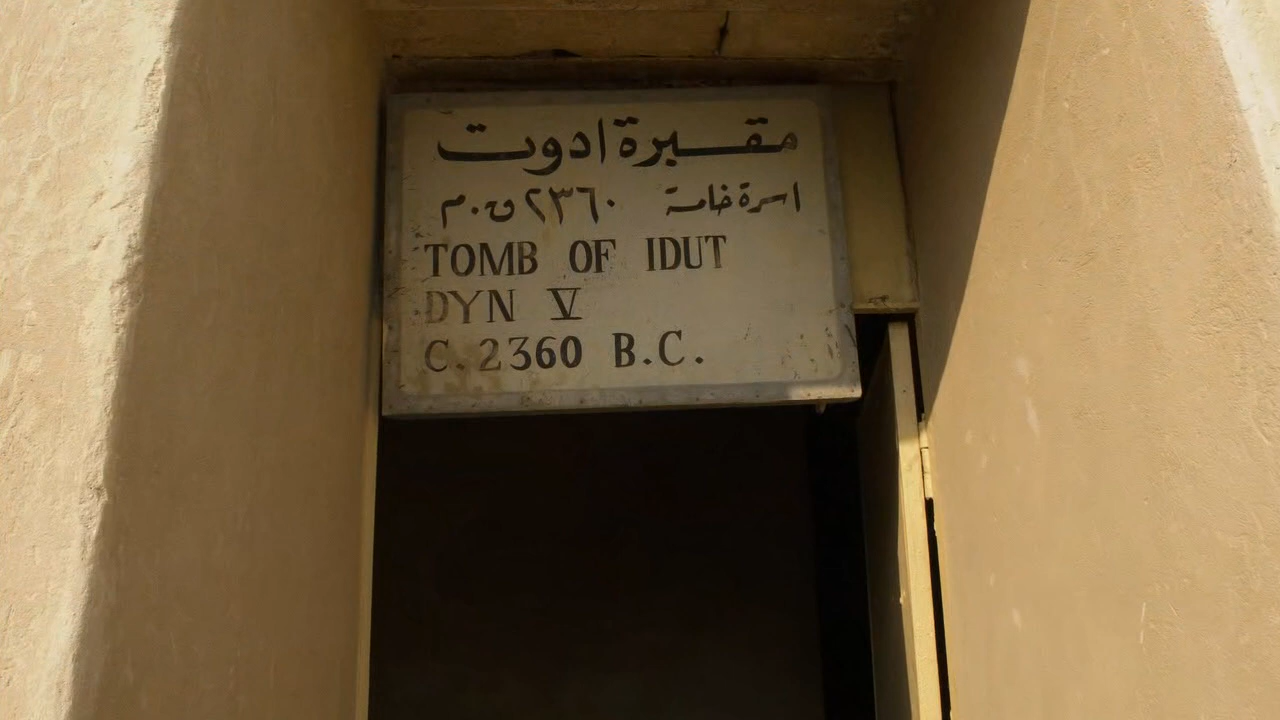 مقبرة ادوت
اسرة خامسة ٢٣٦٠ ق.م
TOMB OF IDUT
DYN V
C. 2360 B.C.